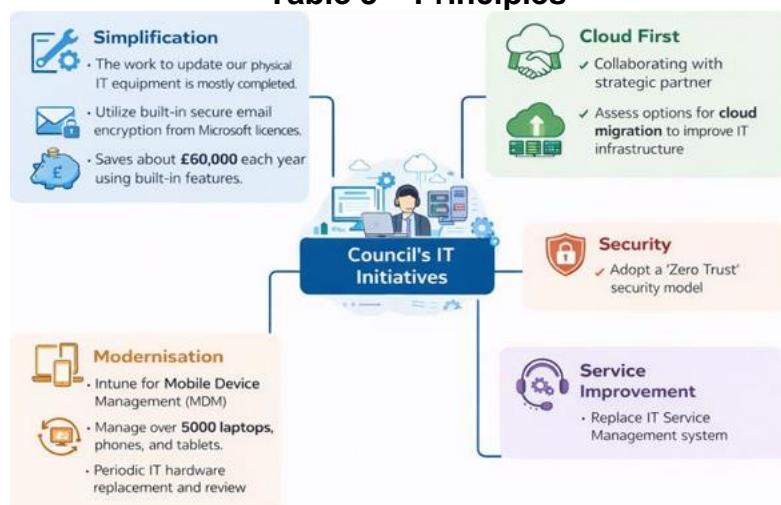 Simplification
· The work to update our physical
IT equipment is mostly completed.
· Utilize built-in secure email
encryption from Microsoft licences.
· Saves about £60,000 each year
using built-in features.
Cloud First
✓ Collaborating with
strategic partner
✓ Assess options for cloud
migration to improve IT
infrastructure
Council's IT
Initiatives
Security
✓ Adopt a 'Zero Trust'
security model
Modernisation
· Intune for Mobile Device
Management (MDM)
· Manage over 5000 laptops,
phones, and tablets.
· Periodic IT hardware
replacement and review
Service
Improvement
· Replace IT Service
Management system